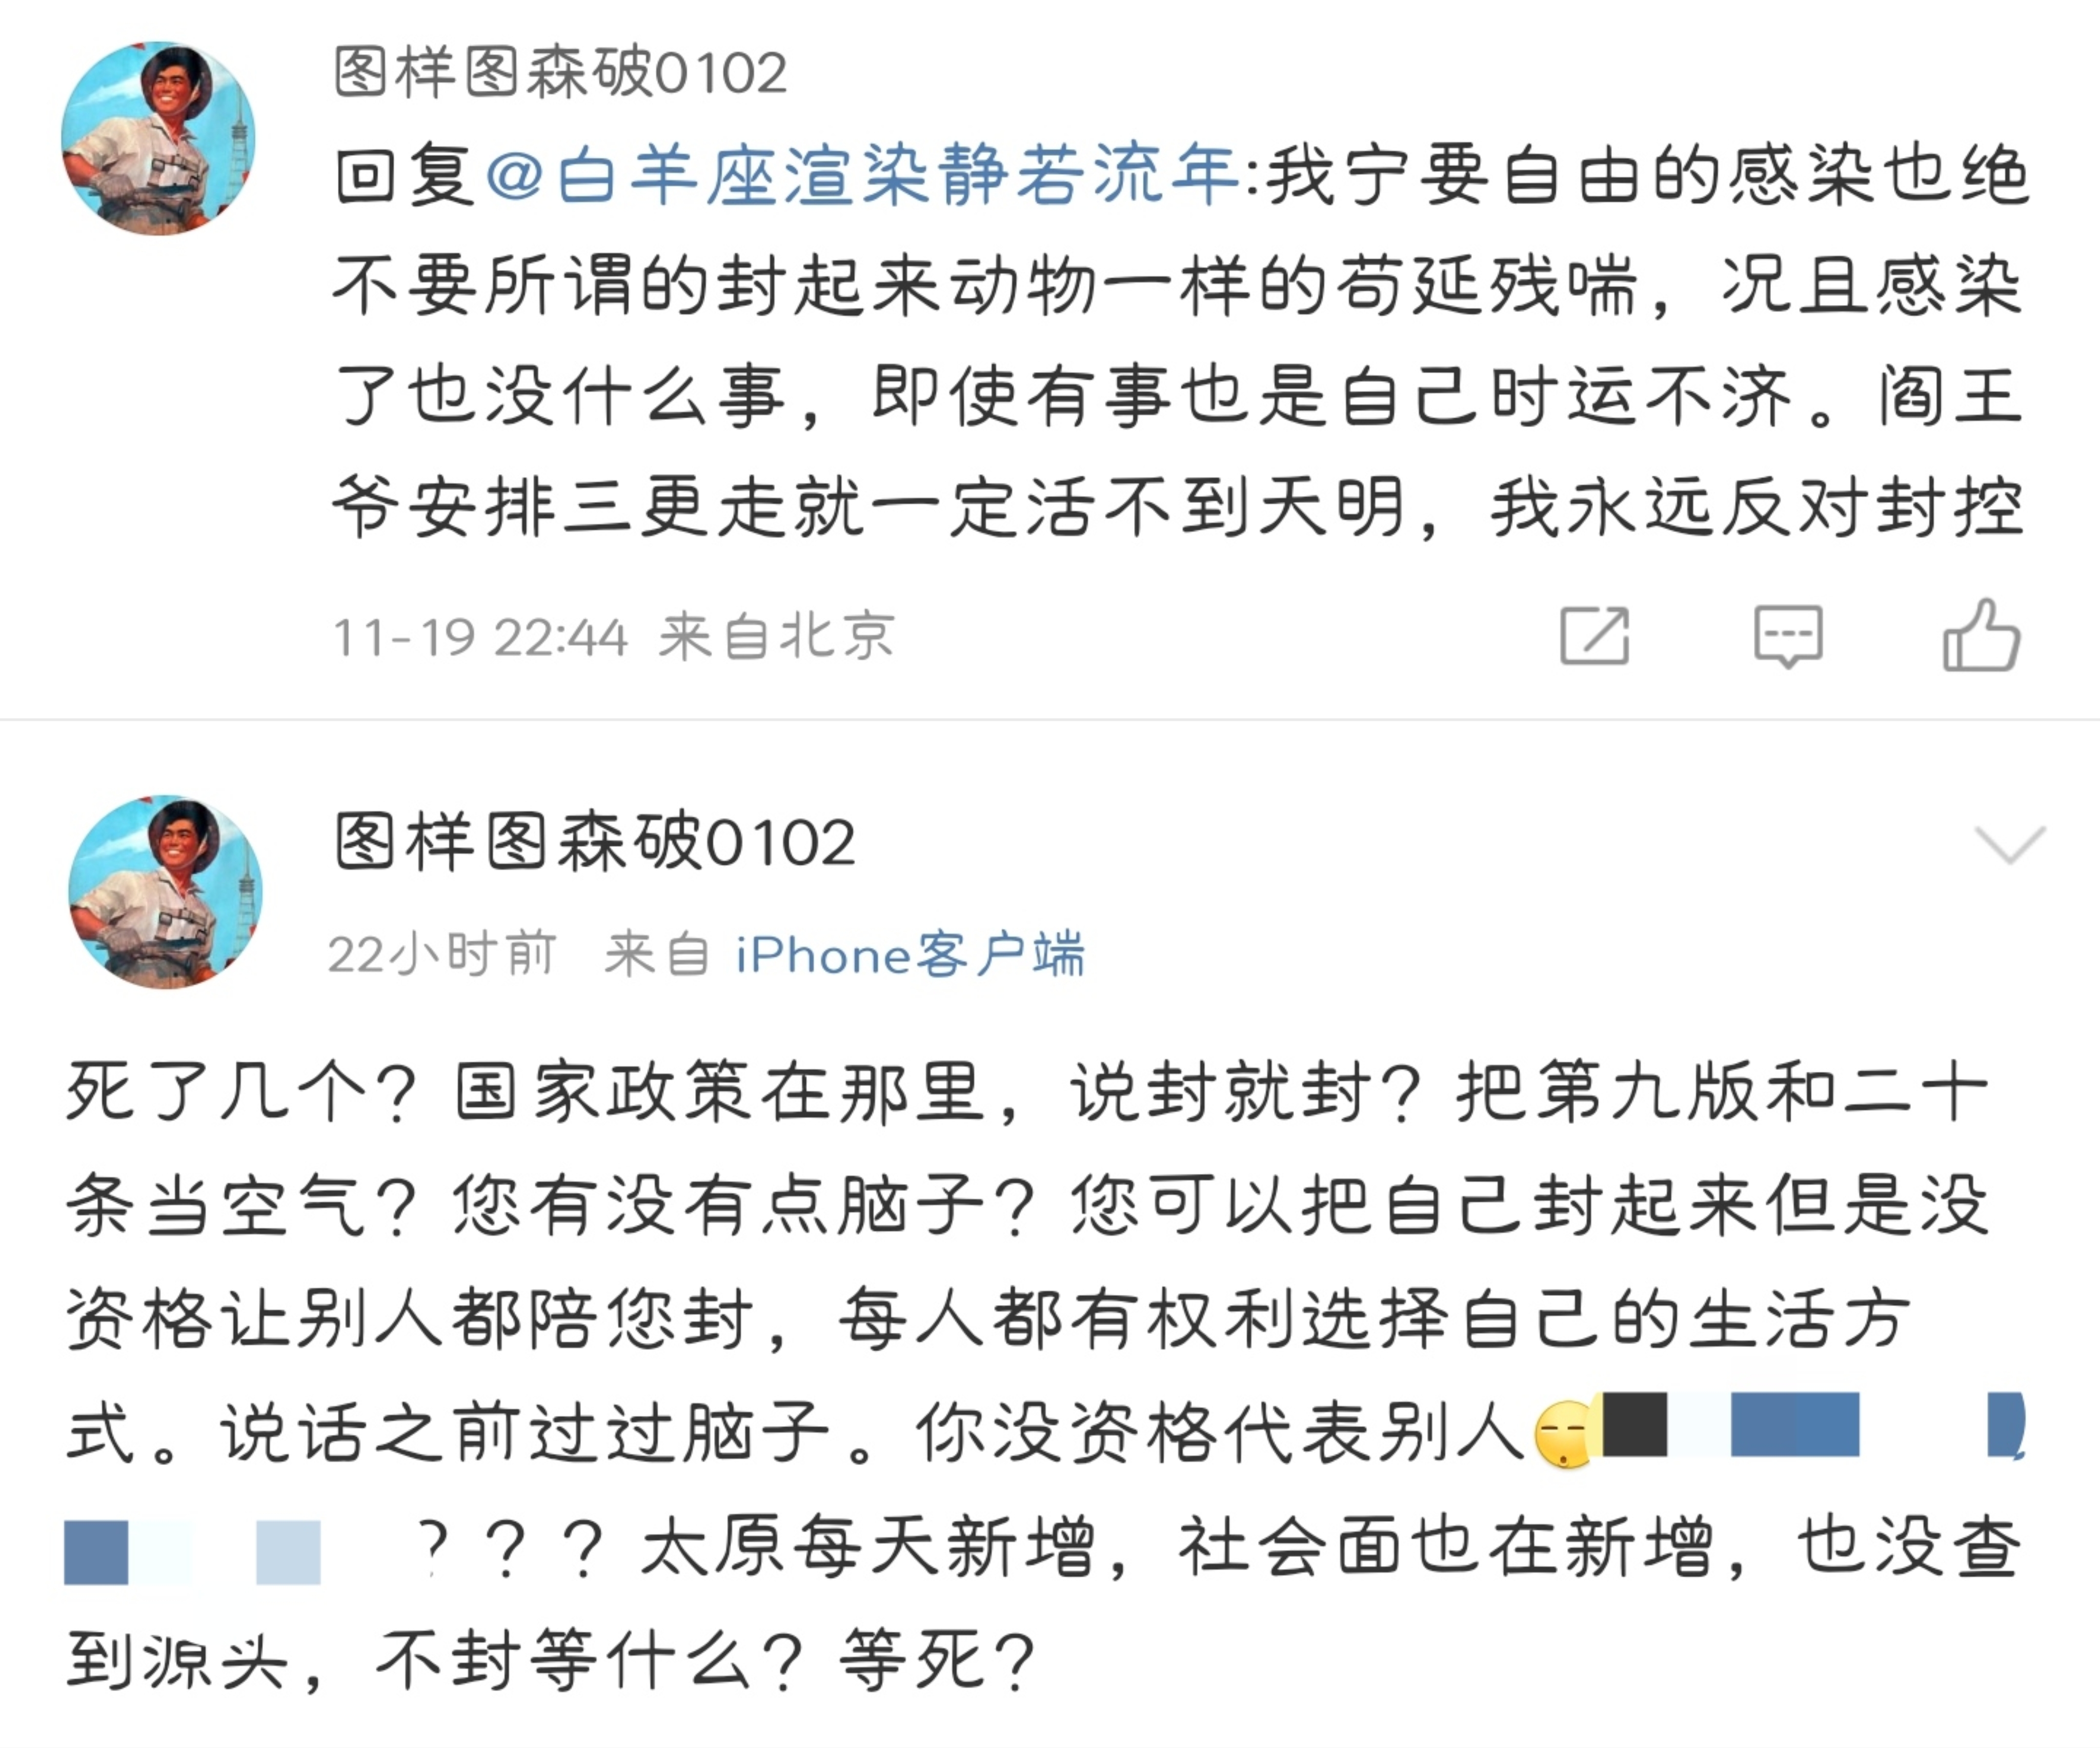 图样图森破0102
回复@白羊座渲染静若流年:我宁要自由的感染也绝
不要所谓的封起来动物一样的苟延残喘，况且感染
了也没什么事，即使有事也是自己时运不济。阎王
爷安排三更走就一定活不到天明，我永远反对封控
11-19 22:44 来自北京
图样图森破0102
22小时前 来自 iPhone客户端
死了几个？国家政策在那里，说封就封？把第九版和二十
条当空气？您有没有点脑子？您可以把自己封起来但是没
资格让别人都陪您封，每人都有权利选择自己的生活方
式。说话之前过过脑子。你没资格代表别人
？？？太原每天新增，社会面也在新增，也没查
到源头，不封等什么？等死？